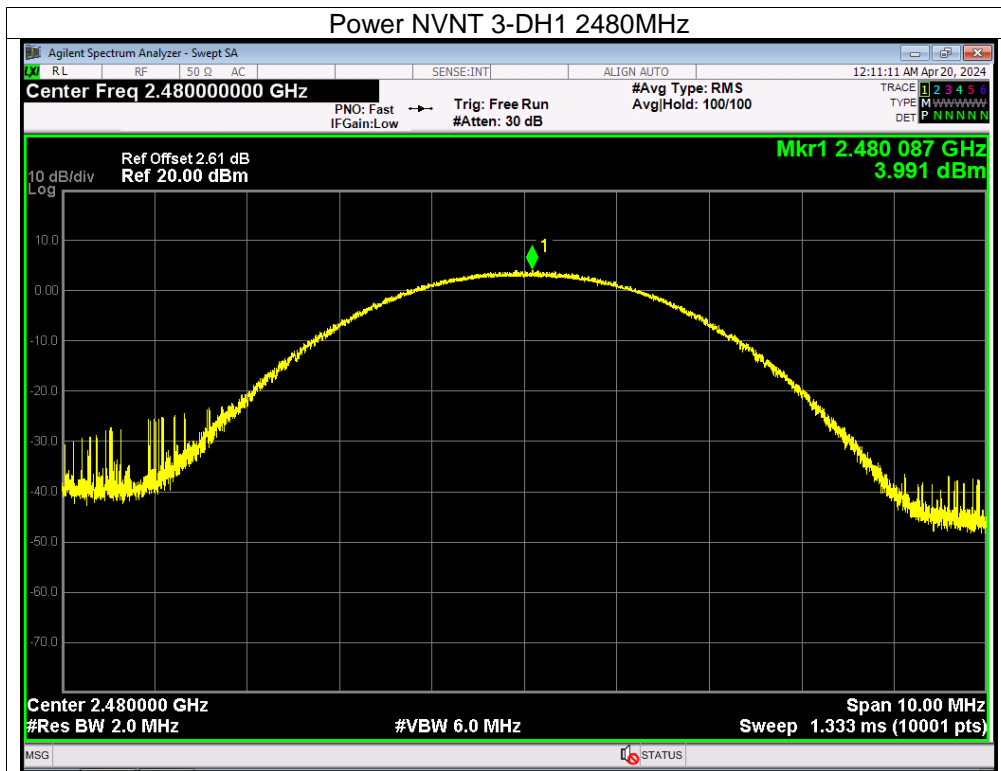 Power NVNT 3-DH1 2480MHz
Agilent Spectrum Analyzer - Swept SA
LXI RL RF 50 Ω AC SENSE:INT ALIGN AUTO 12:11:11 AM Apr 20, 2024
Center Freq 2.480000000 GHz
PNO: Fast
IFGain:Low
Trig: Free Run
#Atten: 30 dB
#Avg Type: RMS
Avg|Hold: 100/100
TRACE 1 2 3 4 5 6
TYPE M W W W W W
DET P N N N N N
Mkr1 2.480 087 GHz
3.991 dBm
Ref Offset 2.61 dB
10 dB/div Ref 20.00 dBm
Log
1
10.0
0.00
-10.0
-20.0
-30.0
-40.0
-50.0
-60.0
-70.0
Center 2.480000 GHz Span 10.00 MHz
#Res BW 2.0 MHz #VBW 6.0 MHz Sweep 1.333 ms (10001 pts)
MSG STATUS